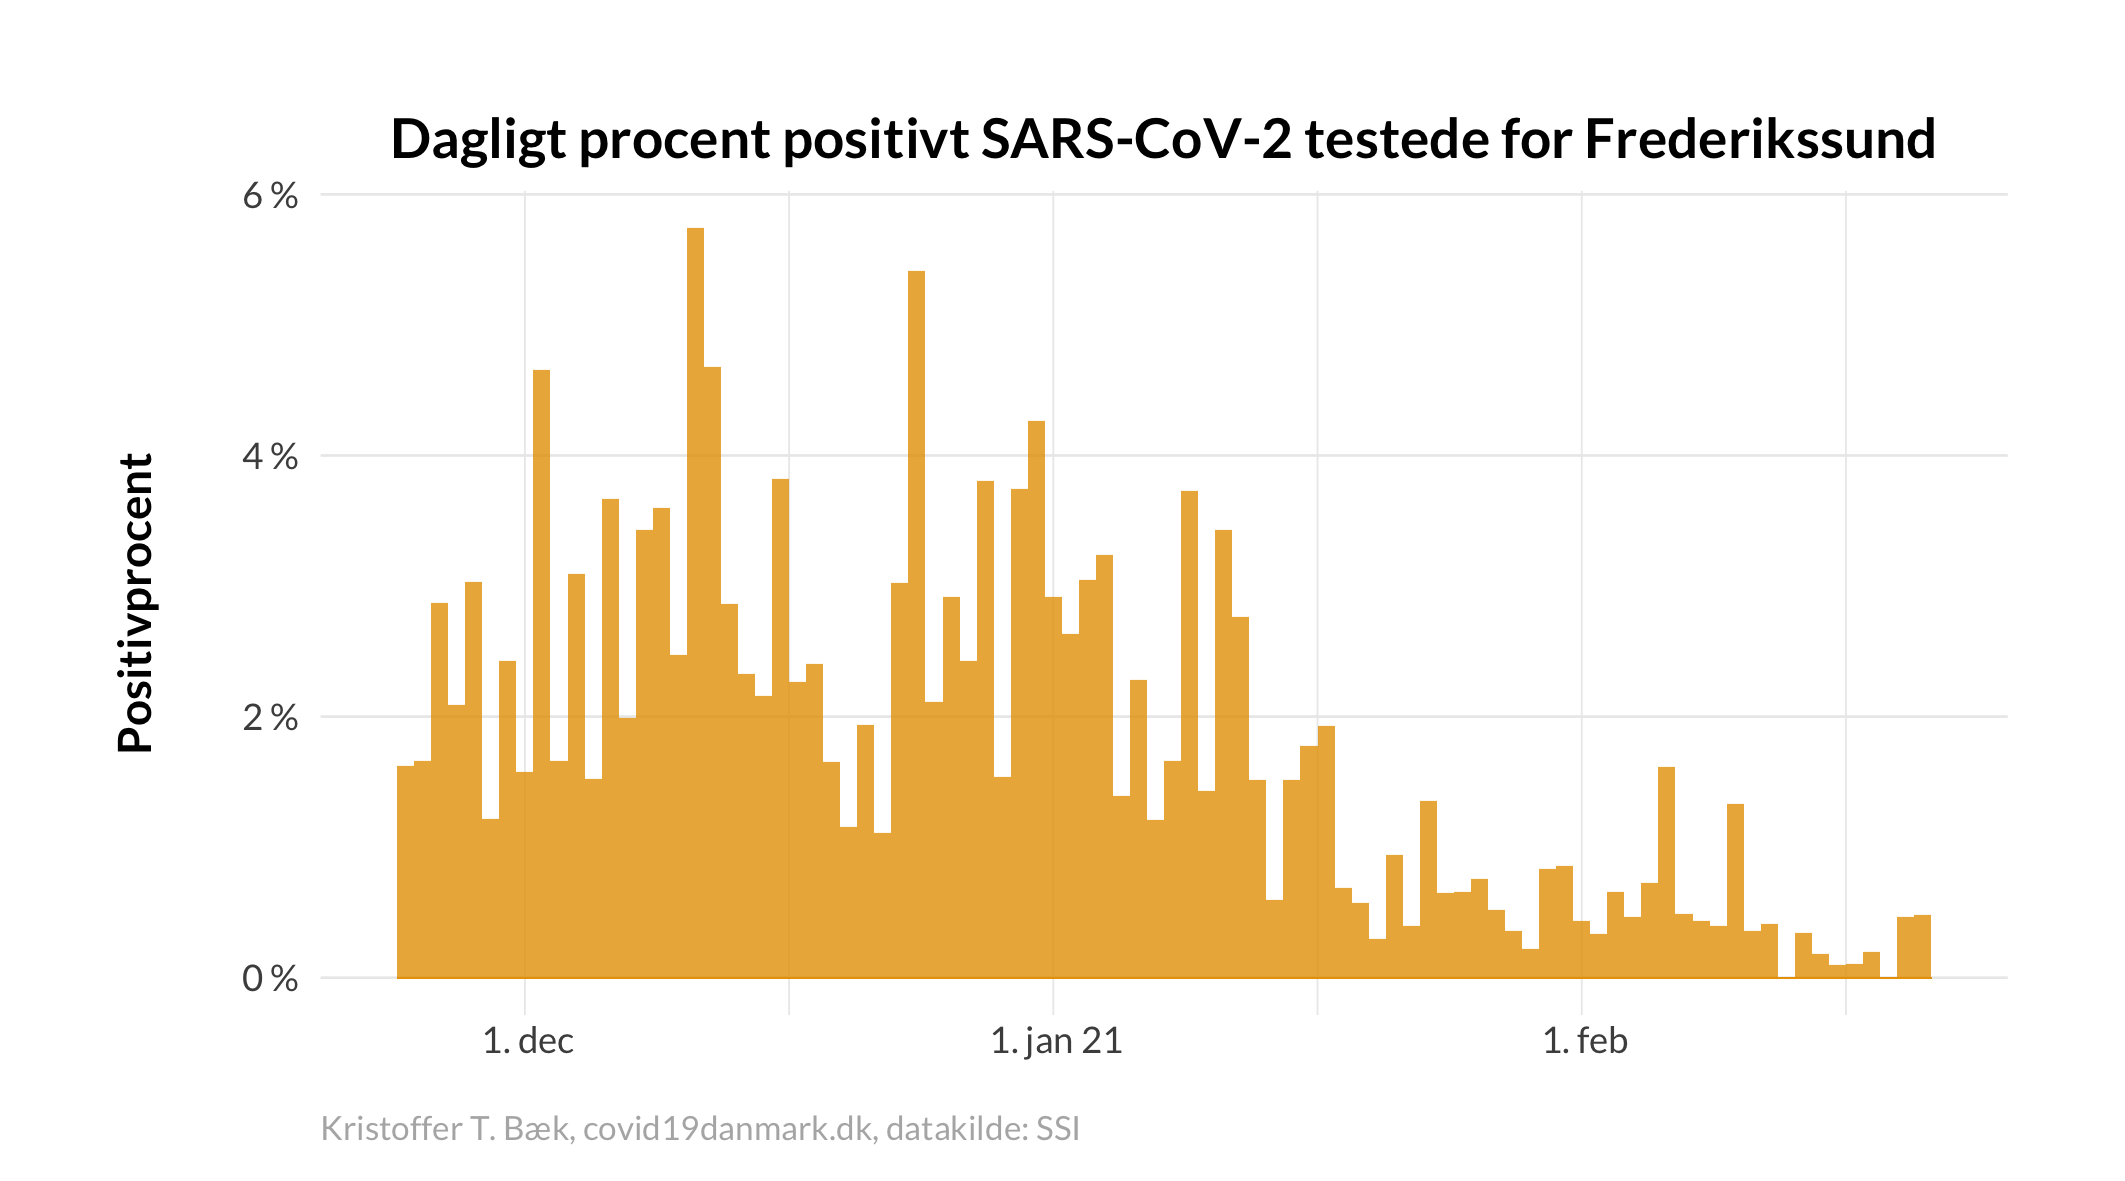 Dagligt procent positivt SARS-CoV-2 testede for Frederikssund
Positivprocent
6 %
4 %
2 %
0 %
1. dec
1. jan 21
1. feb
Kristoffer T. Bæk, covid19danmark.dk, datakilde: SSI